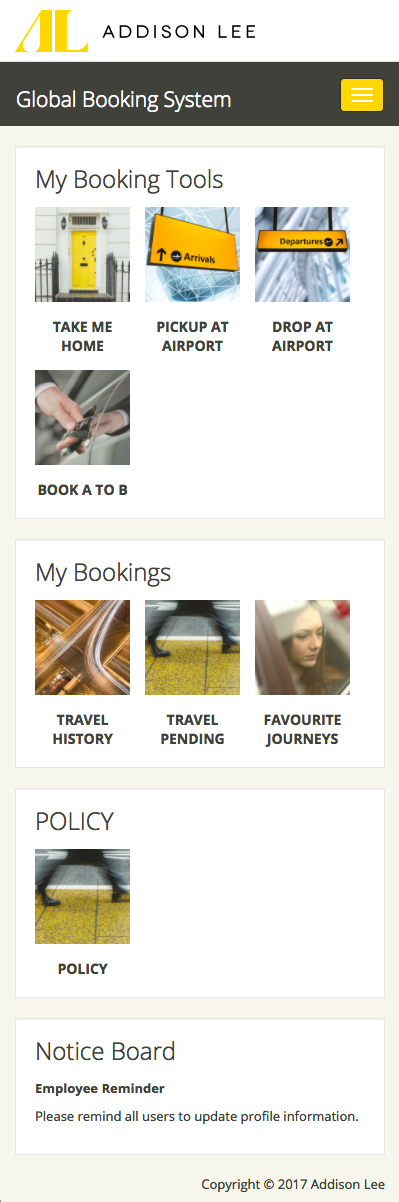 AL ADDISON LEE
Global Booking System
My Booking Tools
Arrivals
Departures
TAKE ME
HOME
PICKUP AT
AIRPORT
DROP AT
AIRPORT
BOOK A TO B
My Bookings
TRAVEL
HISTORY
TRAVEL
PENDING
FAVOURITE
JOURNEYS
POLICY
POLICY
Notice Board
Employee Reminder
Please remind all users to update profile information.
Copyright © 2017 Addison Lee